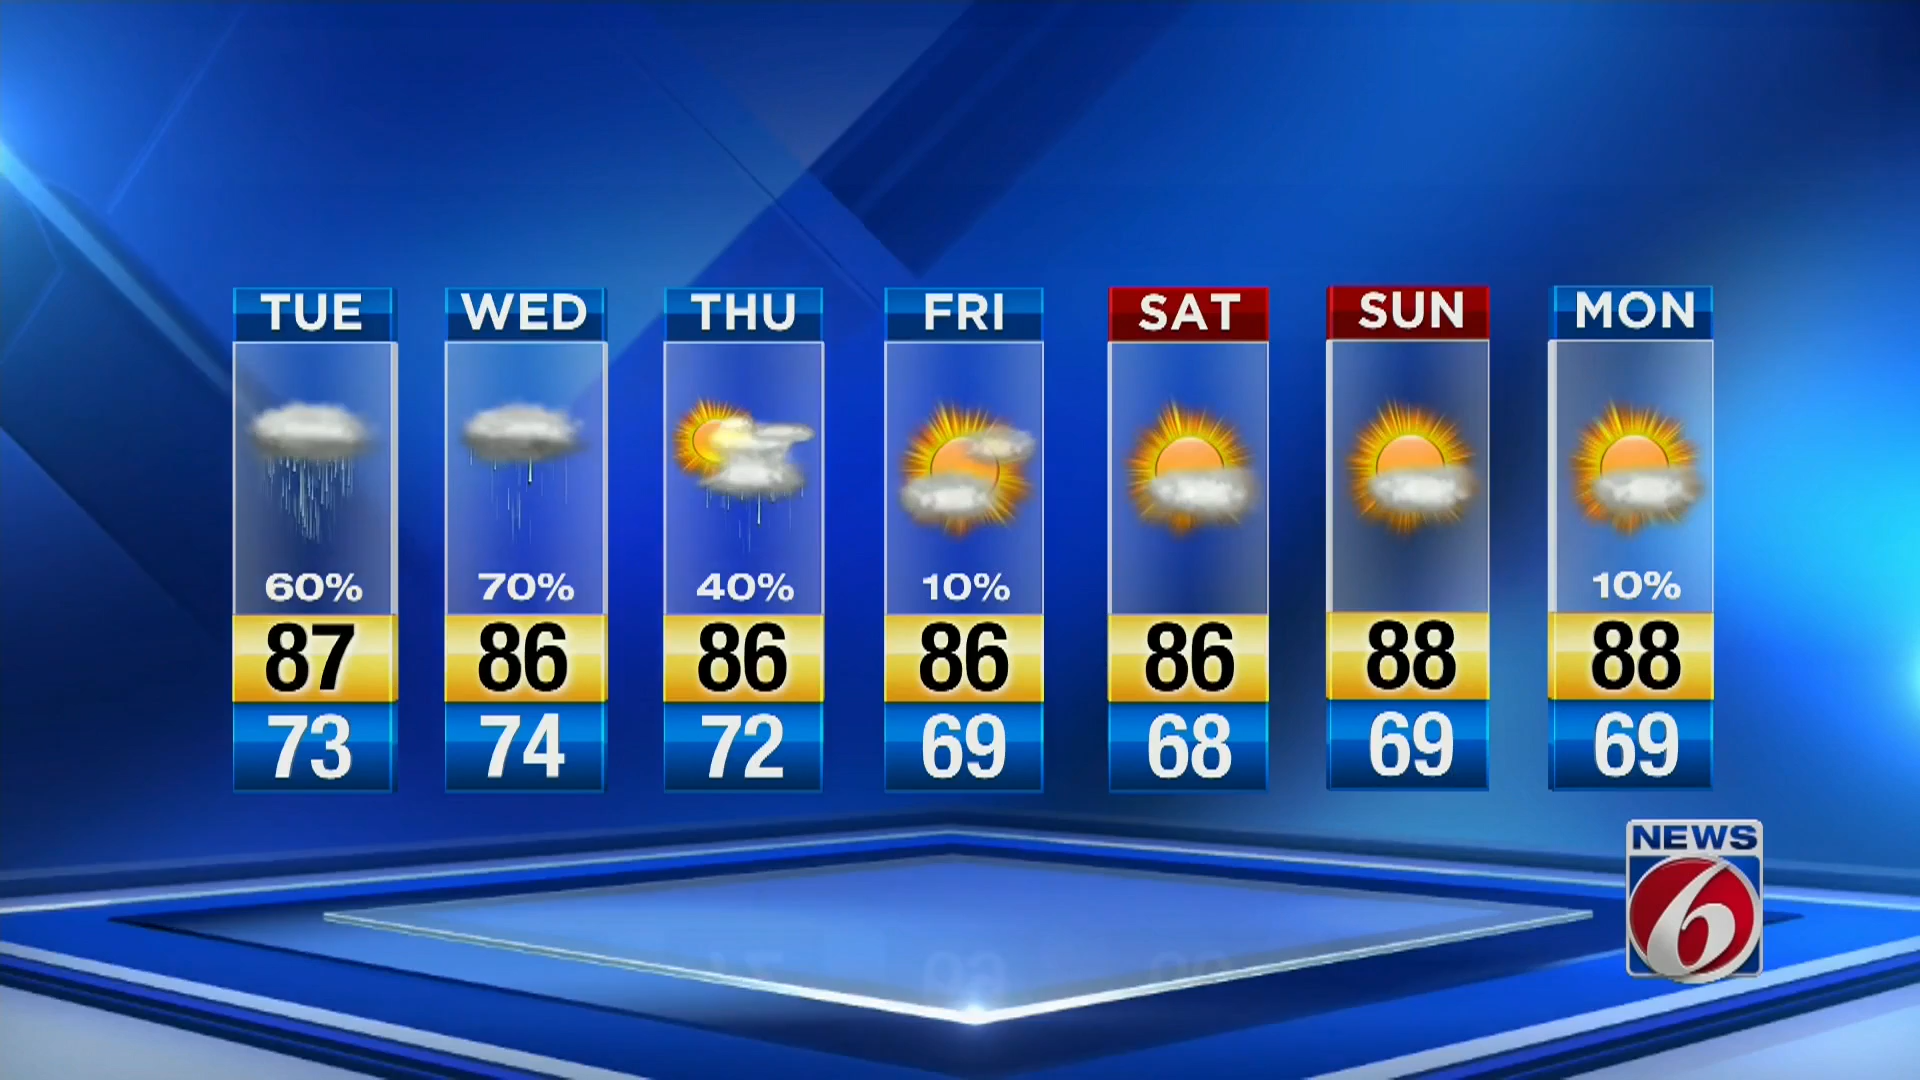 TUE WED THU FRI SAT SUN MON
60% 70% 40% 10% 10%
87 86 86 86 86 88 88
73 74 72 69 68 69 69
NEWS
6